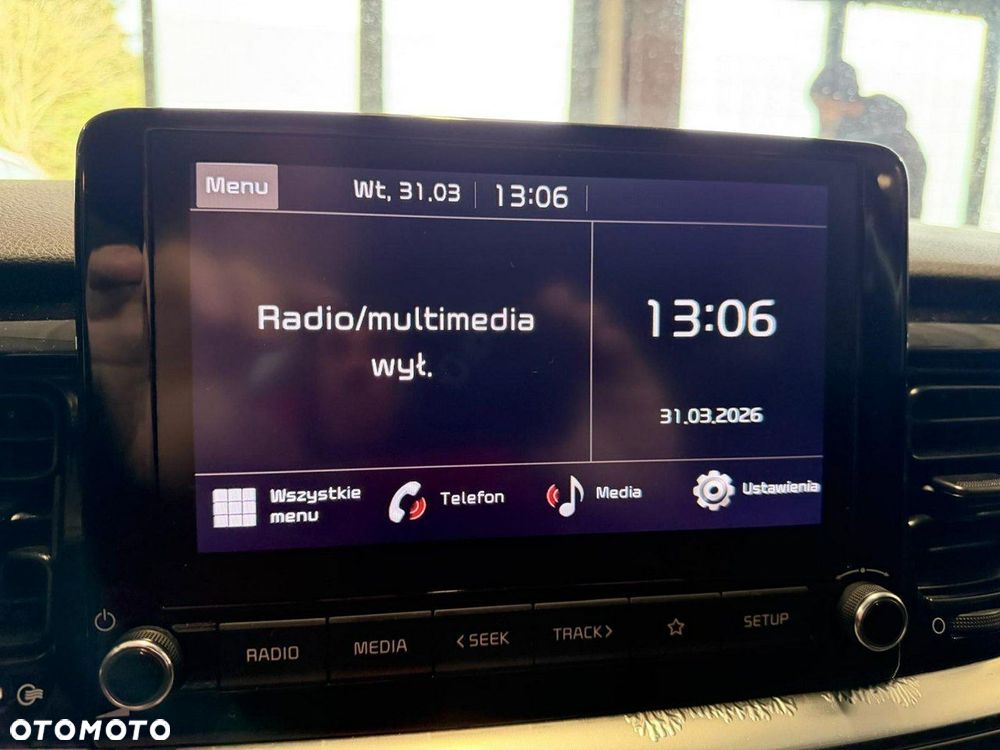 Menu
Wt, 31.03
13:06
Radio/multimedia
wył.
13:06
31.03.2026
Wszystkie
menu
Telefon
Media
Ustawienia
RADIO
MEDIA
<SEEK
TRACK>
SETUP
OTOMOTO